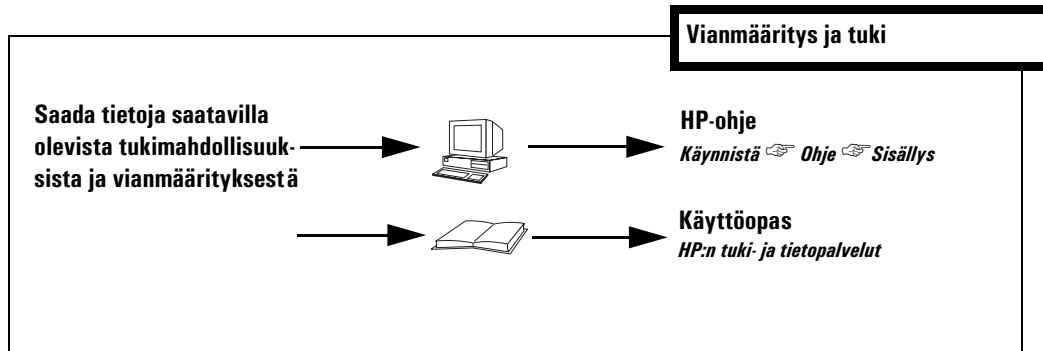 Vianmääritys ja tuki
Saada tietoja saatavilla
olevista tukimahdollisuuk-
sista ja vianmäärityksestä
HP-ohje
Käynnistä ☞ Ohje ☞ Sisällys
Käyttöopas
HP:n tuki- ja tietopalvelut